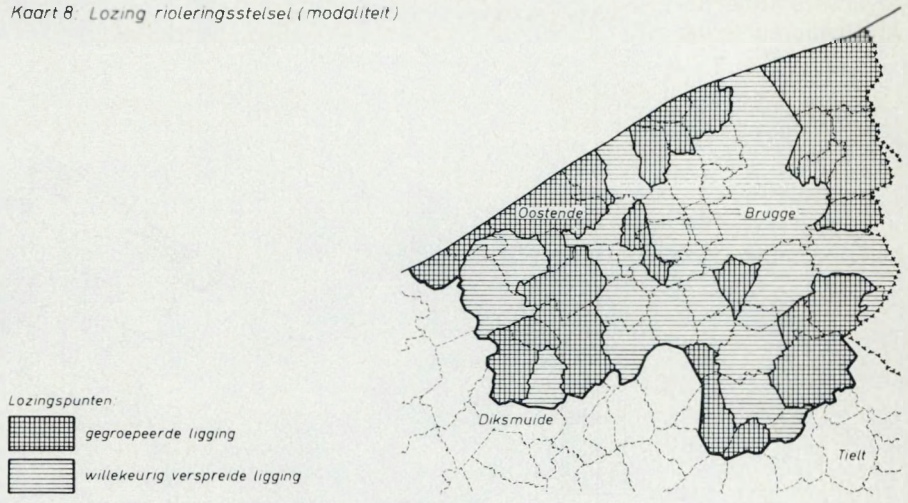 Kaart 8: Lozing rioleringsstelsel (modaliteit)
Oostende
Brugge
Lozingspunten:
gegroepeerde ligging
willekeurig verspreide ligging
Diksmuide
Tielt